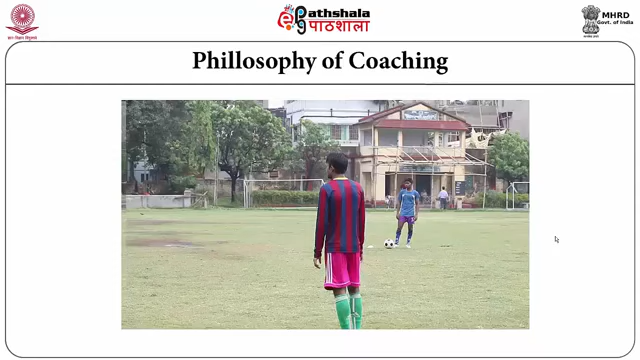 Pathshala
पाठशाला
MHRD
Govt. of India
Phillosophy of Coaching